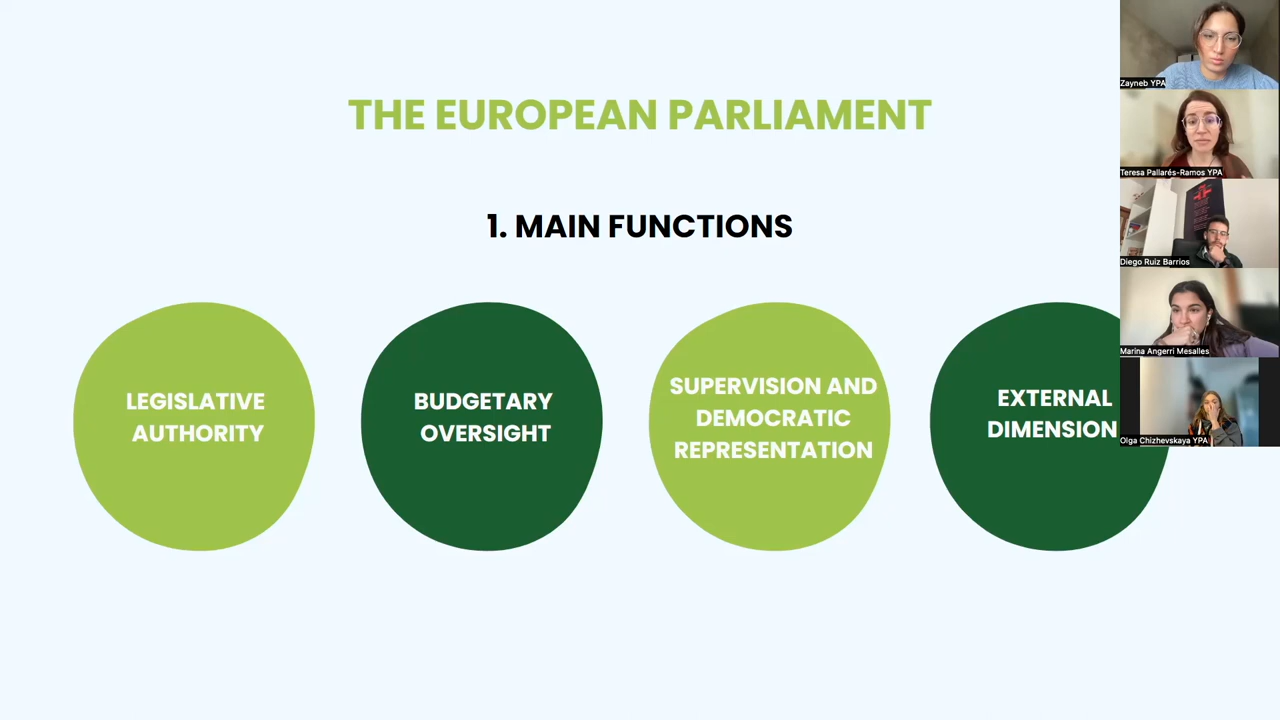 THE EUROPEAN PARLIAMENT
1. MAIN FUNCTIONS
LEGISLATIVE
AUTHORITY
BUDGETARY
OVERSIGHT
SUPERVISION AND
DEMOCRATIC
REPRESENTATION
EXTERNAL
DIMENSION
Zayneb YPA
Teresa Pallarés-Ramos YPA
Diego Ruiz Barrios
Marina Angerri Mesalles
Olga Chizhevskaya YPA